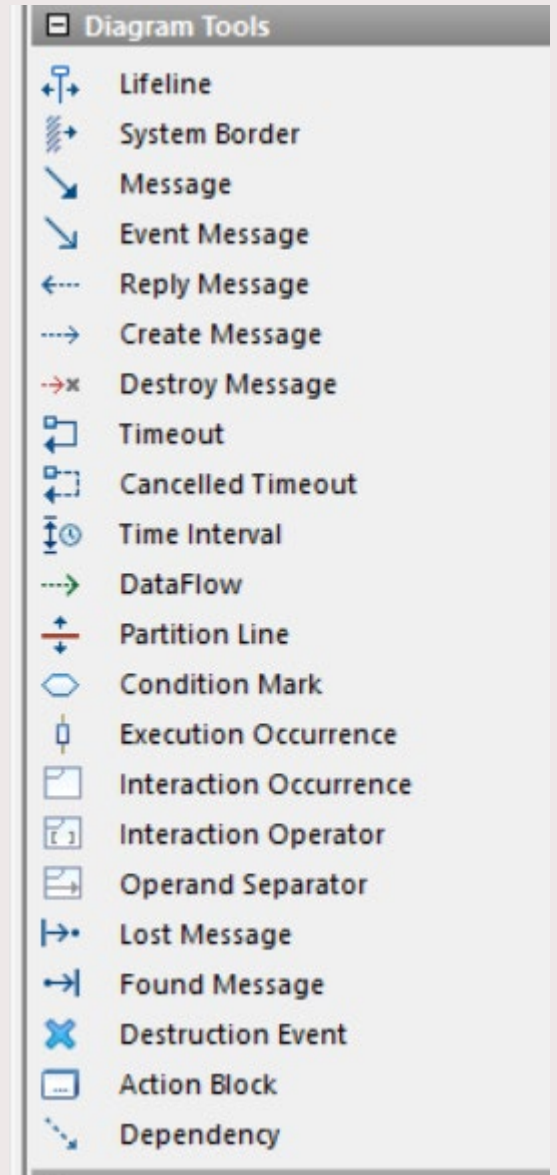 Diagram Tools
Lifeline
System Border
Message
Event Message
Reply Message
Create Message
Destroy Message
Timeout
Cancelled Timeout
Time Interval
DataFlow
Partition Line
Condition Mark
Execution Occurrence
Interaction Occurrence
Interaction Operator
Operand Separator
Lost Message
Found Message
Destruction Event
Action Block
Dependency